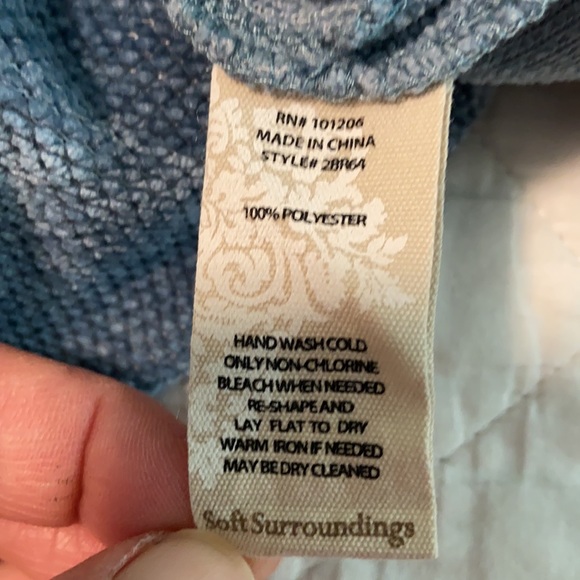 RN# 101206
MADE IN CHINA
STYLE# 2BR64
100% POLYESTER
HAND WASH COLD
ONLY NON-CHLORINE
BLEACH WHEN NEEDED
RE-SHAPE AND
LAY FLAT TO DRY
WARM IRON IF NEEDED
MAY BE DRY CLEANED
Soft Surroundings